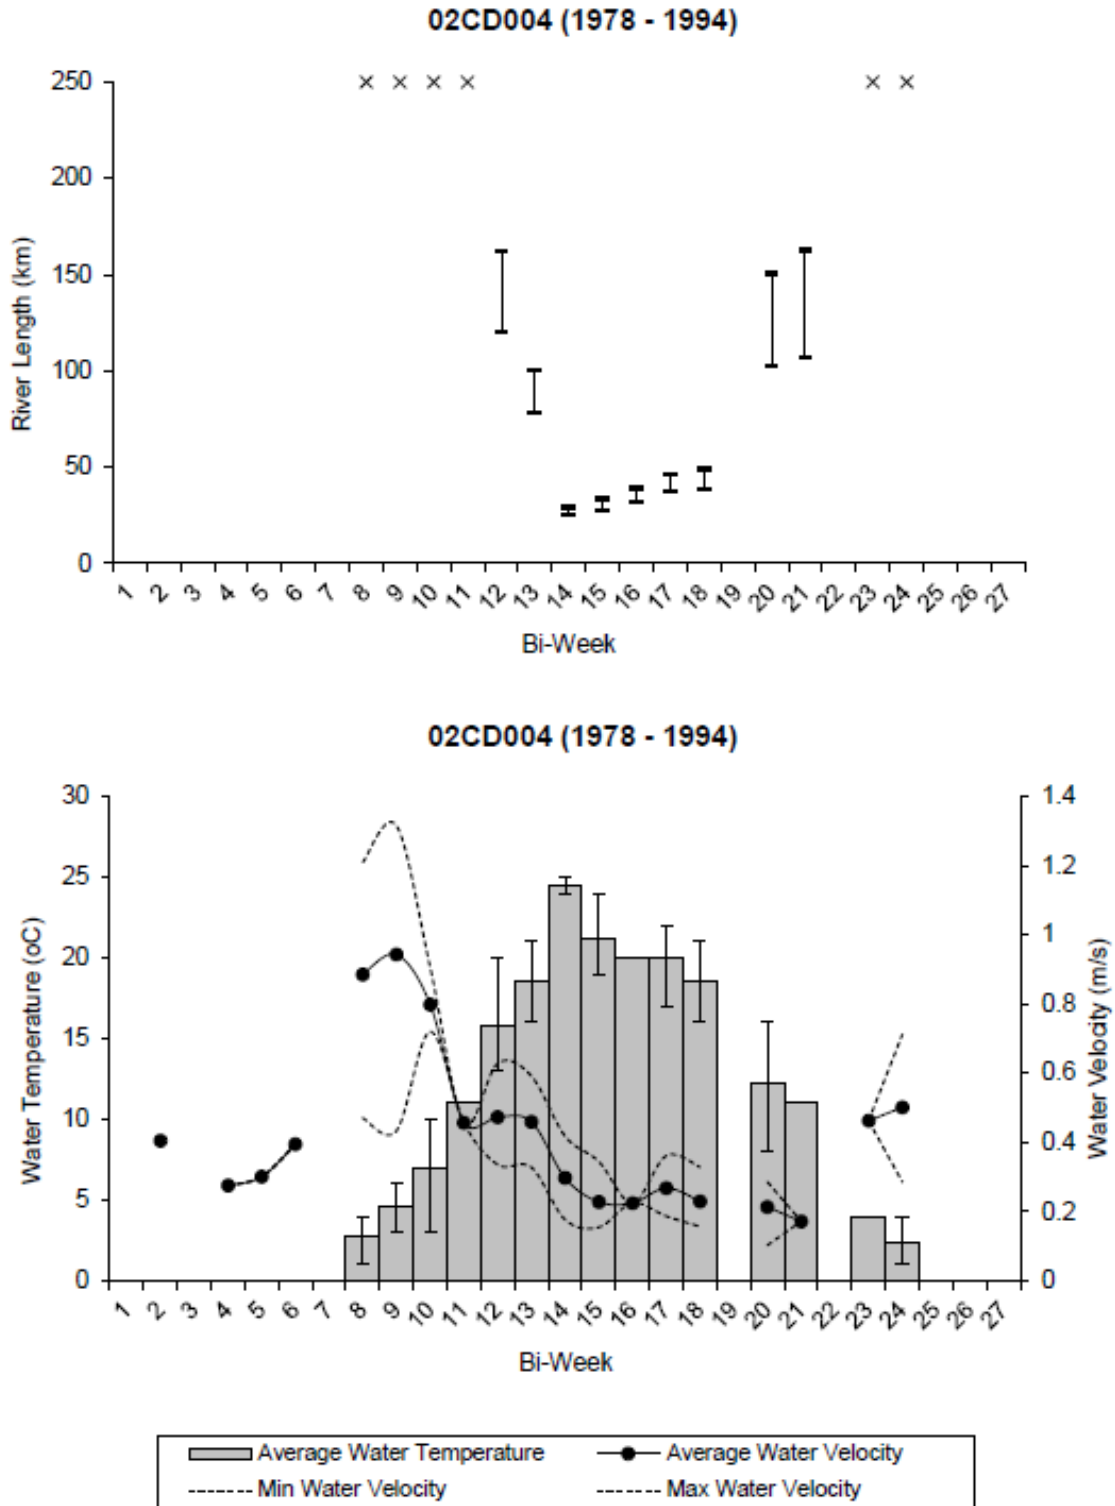 02CD004 (1978 - 1994)
250
200
150
100
50
0
River Length (km)
1 2 3 4 5 6 7 8 9 10 11 12 13 14 15 16 17 18 19 20 21 22 23 24 25 26 27
Bi-Week
02CD004 (1978 - 1994)
30 1.4
25 1.2
20 1
15 0.8
10 0.6
5 0.4
0 0.2
0
Water Temperature (oC)
Water Velocity (m/s)
1 2 3 4 5 6 7 8 9 10 11 12 13 14 15 16 17 18 19 20 21 22 23 24 25 26 27
Bi-Week
Average Water Temperature Average Water Velocity
Min Water Velocity Max Water Velocity